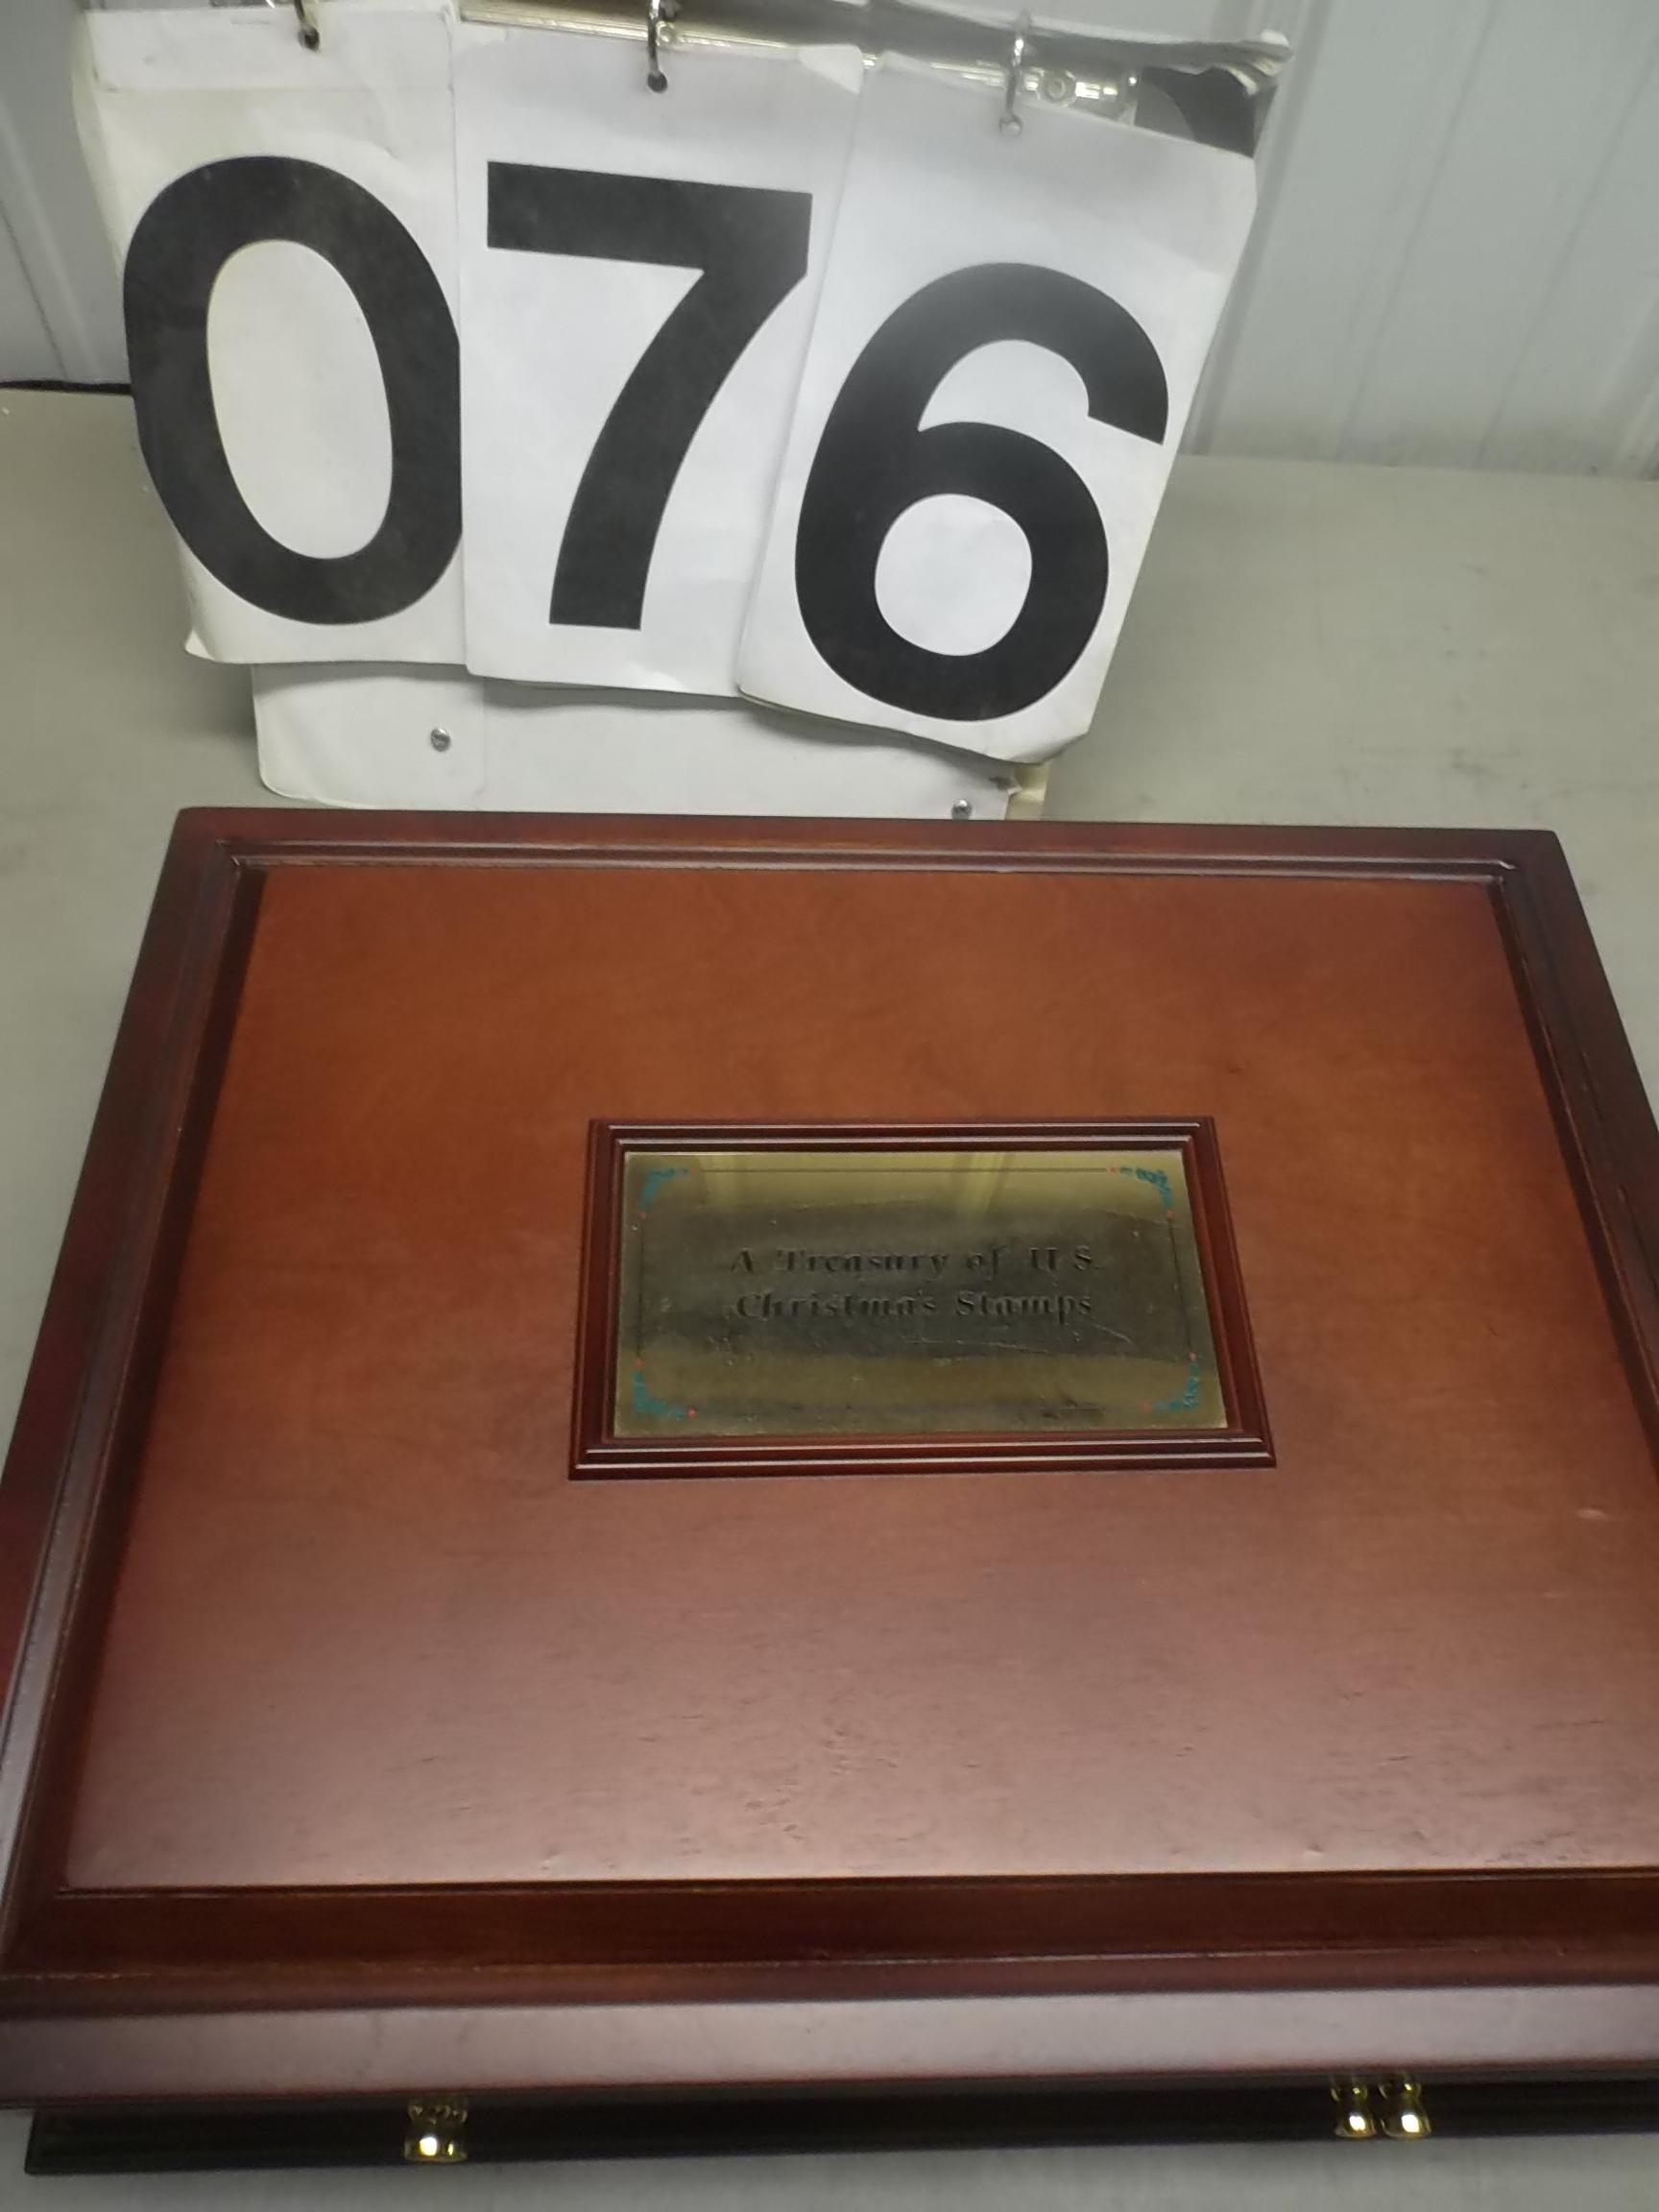 076
A Treasury of U.S.
Christmas Stamps